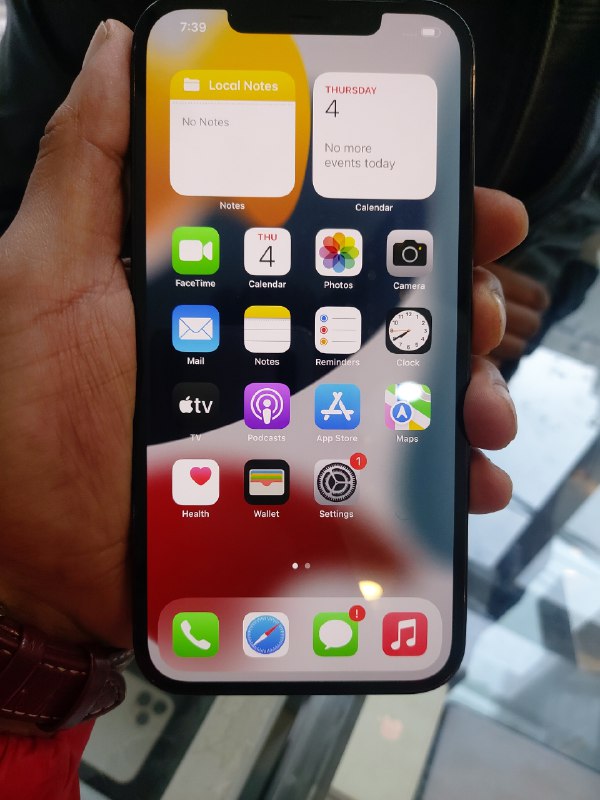 7:39
Local Notes
No Notes
Notes
THURSDAY
4
No more
events today
Calendar
FaceTime
THU
4
Calendar
Photos
Camera
Mail
Notes
Reminders
Clock
tv
TV
Podcasts
App Store
Maps
Health
Wallet
1
Settings
!